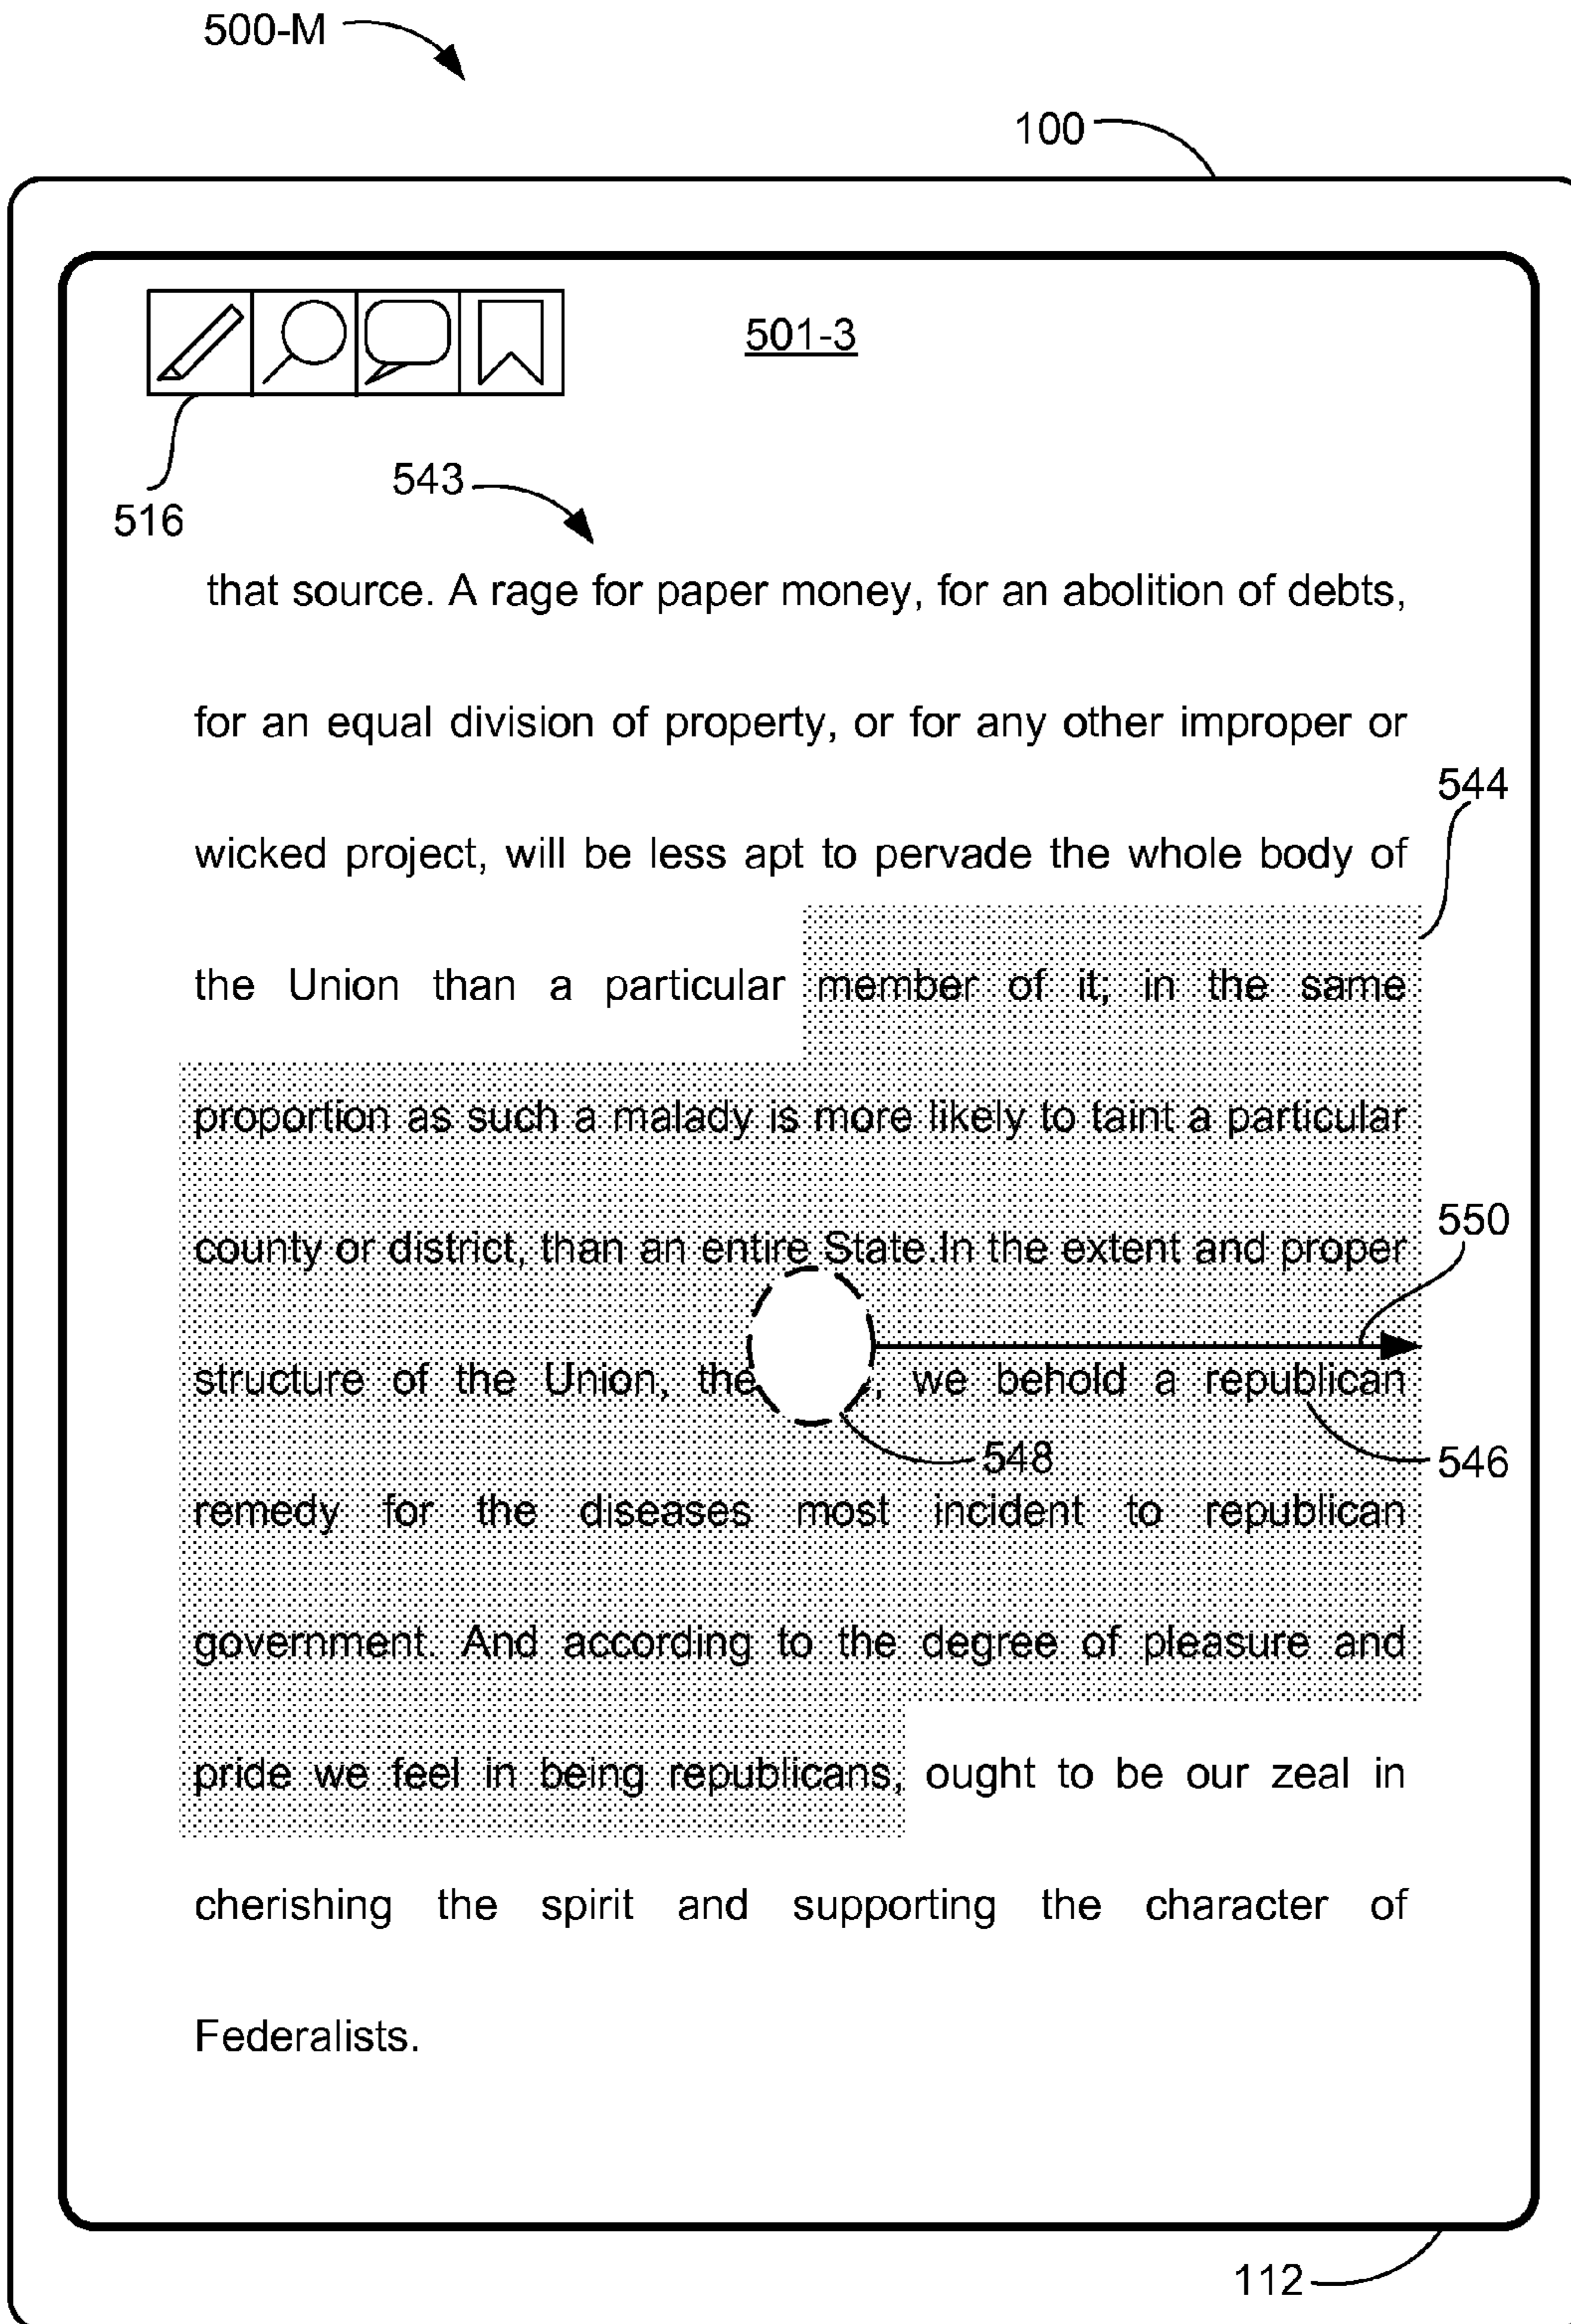 500-M
100
501-3
516
543
that source. A rage for paper money, for an abolition of debts,
for an equal division of property, or for any other improper or
544
wicked project, will be less apt to pervade the whole body of
the Union than a particular member of it; in the same
proportion as such a malady is more likely to taint a particular
550
county or district, than an entire State.In the extent and proper
structure of the Union, the , we behold a republican
548
546
remedy for the diseases most incident to republican
government. And according to the degree of pleasure and
pride we feel in being republicans, ought to be our zeal in
cherishing the spirit and supporting the character of
Federalists.
112